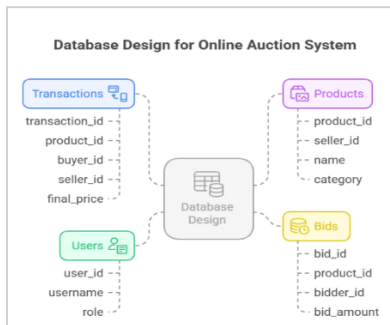 Database Design for Online Auction System
Transactions
transaction_id
product_id
buyer_id
seller_id
final_price
Users
user_id
username
role
Database
Design
Products
product_id
seller_id
name
category
Bids
bid_id
product_id
bidder_id
bid_amount